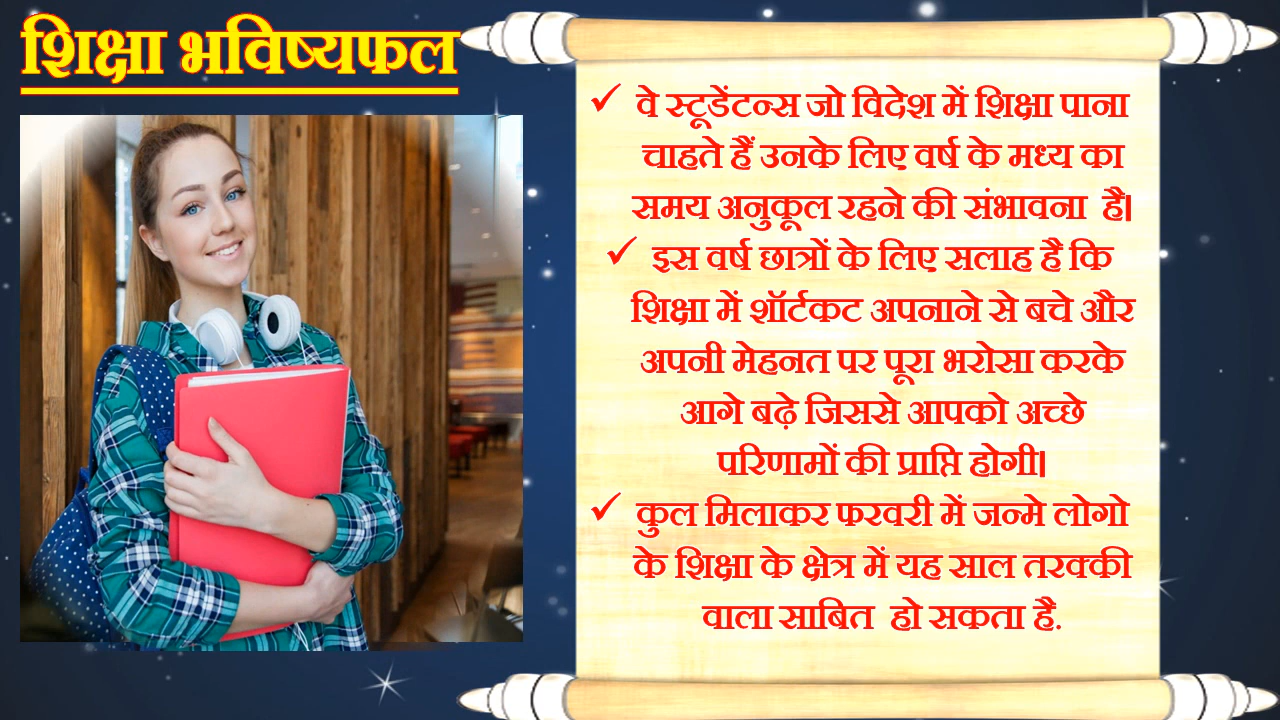 शिक्षा भविष्यफल
✓ वे स्टूडेंटन्स जो विदेश में शिक्षा पाना
चाहते हैं उनके लिए वर्ष के मध्य का
समय अनुकूल रहने की संभावना है।
✓ इस वर्ष छात्रों के लिए सलाह है कि
शिक्षा में शॉर्टकट अपनाने से बचे और
अपनी मेहनत पर पूरा भरोसा करके
आगे बढ़े जिससे आपको अच्छे
परिणामों की प्राप्ति होगी।
✓ कुल मिलाकर फरवरी में जन्मे लोगो
के शिक्षा के क्षेत्र में यह साल तरक्की
वाला साबित हो सकता है.